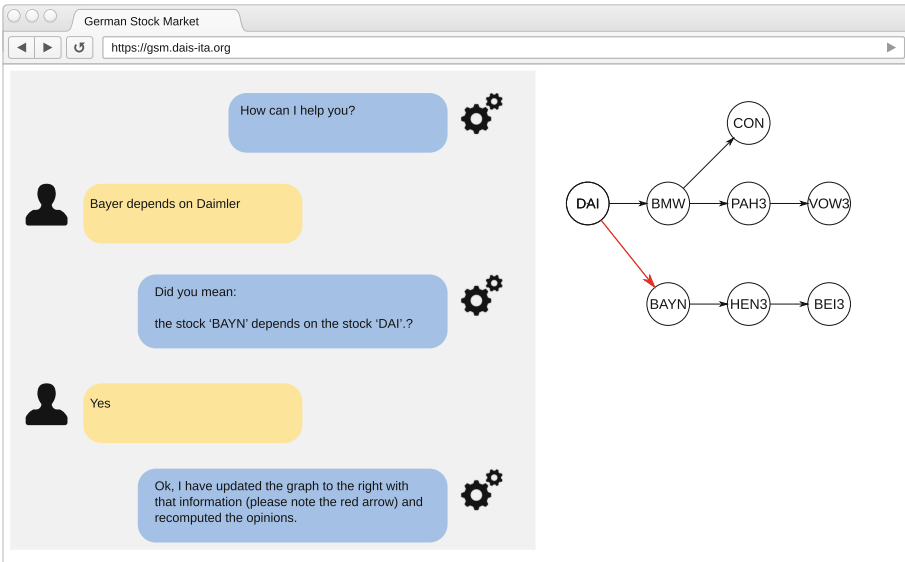 German Stock Market
https://gsm.dais-ita.org
How can I help you?
Bayer depends on Daimler
Did you mean:
the stock ‘BAYN’ depends on the stock ‘DAI’.?
Yes
Ok, I have updated the graph to the right with
that information (please note the red arrow) and
recomputed the opinions.
CON
DAI
BMW
PAH3
VOW3
BAYN
HEN3
BEI3